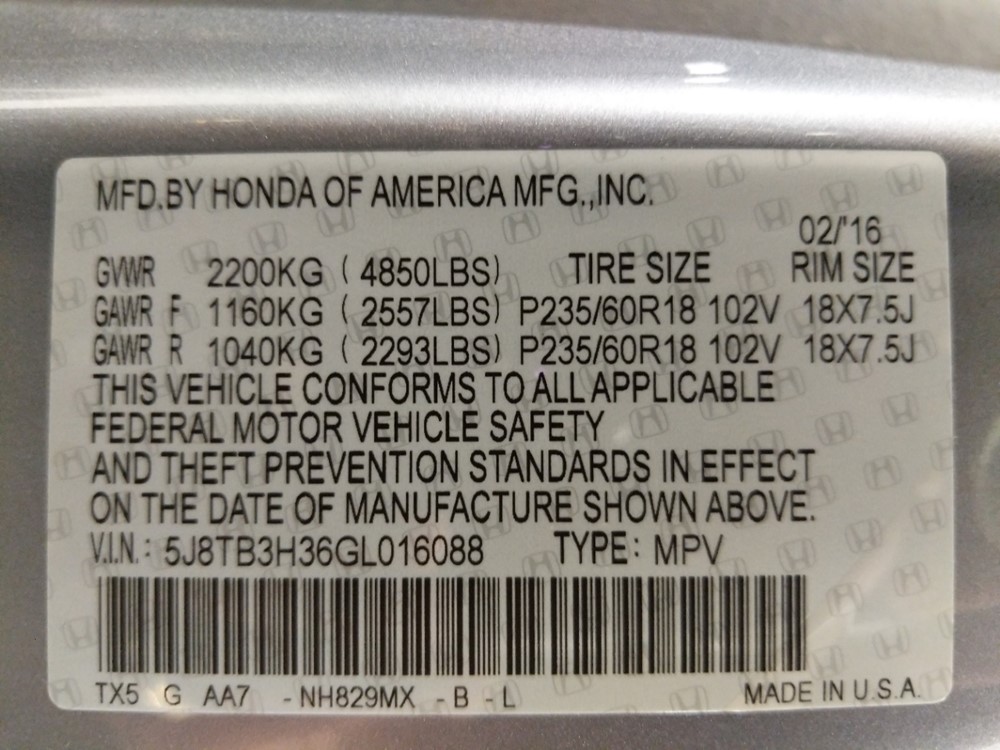 MFD.BY HONDA OF AMERICA MFG.,INC.
02/'16
GVWR 2200KG ( 4850LBS) TIRE SIZE RIM SIZE
GAWR F 1160KG ( 2557LBS) P235/60R18 102V 18X7.5J
GAWR R 1040KG ( 2293LBS) P235/60R18 102V 18X7.5J
THIS VEHICLE CONFORMS TO ALL APPLICABLE
FEDERAL MOTOR VEHICLE SAFETY
AND THEFT PREVENTION STANDARDS IN EFFECT
ON THE DATE OF MANUFACTURE SHOWN ABOVE.
V.I.N.: 5J8TB3H36GL016088 TYPE: MPV
TX5 G AA7 -NH829MX -B -L MADE IN U.S.A.